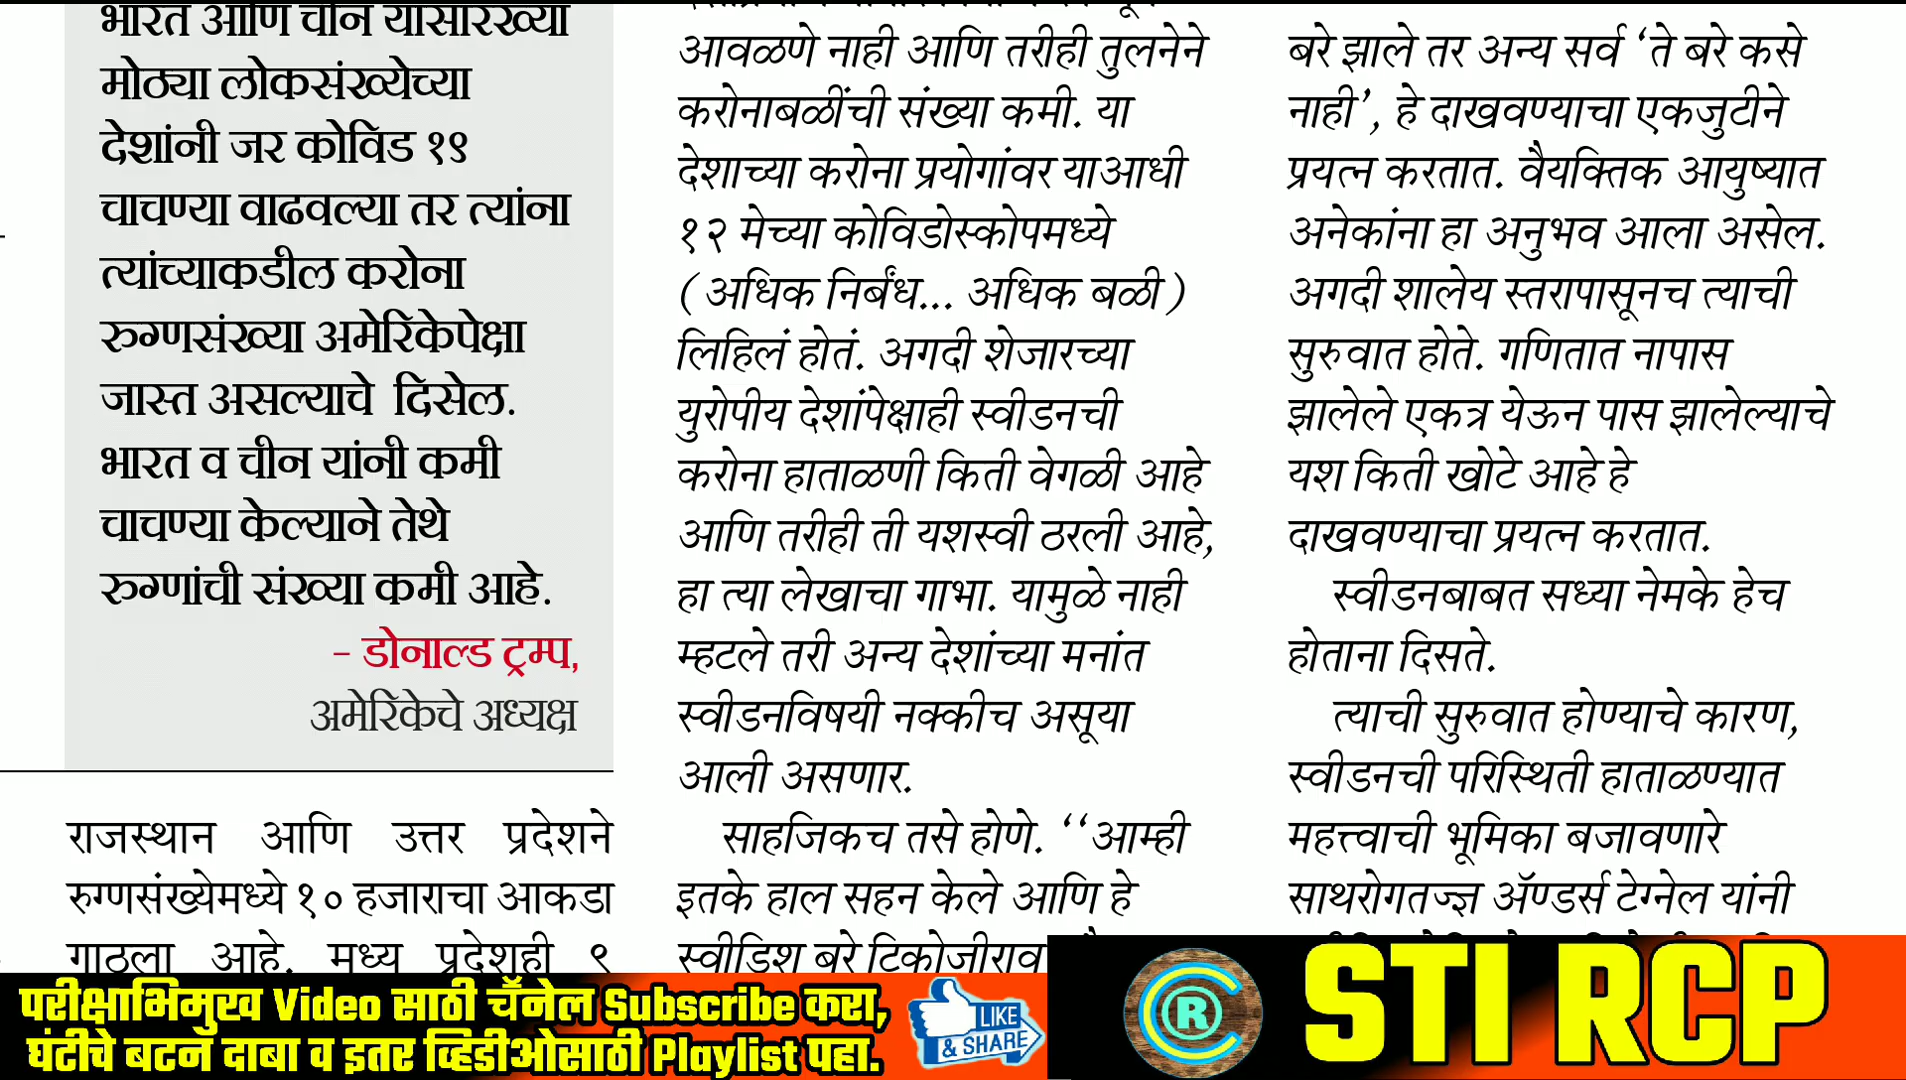 भारत आणि चीन यांसारख्या
मोठ्या लोकसंख्येच्या
देशांनी जर कोविड १९
चाचण्या वाढवल्या तर त्यांना
त्यांच्याकडील करोना
रुग्णसंख्या अमेरिकेपेक्षा
जास्त असल्याचे दिसेल.
भारत व चीन यांनी कमी
चाचण्या केल्याने तेथे
रुग्णांची संख्या कमी आहे.
– डोनाल्ड ट्रम्प,
अमेरिकेचे अध्यक्ष
राजस्थान आणि उत्तर प्रदेशने
रुग्णसंख्येमध्ये १० हजाराचा आकडा
गाठला आहे. मध्य प्रदेशही ९
आवळणे नाही आणि तरीही तुलनेने
करोनाबळींची संख्या कमी. या
देशाच्या करोना प्रयोगांवर याआधी
१२ मेच्या कोविडोस्कोपमध्ये
(अधिक निर्बंध... अधिक बळी)
लिहिलं होतं. अगदी शेजारच्या
युरोपीय देशांपेक्षाही स्वीडनची
करोना हाताळणी किती वेगळी आहे
आणि तरीही ती यशस्वी ठरली आहे,
हा त्या लेखाचा गाभा. यामुळे नाही
म्हटले तरी अन्य देशांच्या मनांत
स्वीडनविषयी नक्कीच असूया
आली असणार.
साहजिकच तसे होणे. ‘‘आम्ही
इतके हाल सहन केले आणि हे
स्वीडिश बरे टिकोजीराव
बरे झाले तर अन्य सर्व ‘ते बरे कसे
नाही’, हे दाखवण्याचा एकजुटीने
प्रयत्न करतात. वैयक्तिक आयुष्यात
अनेकांना हा अनुभव आला असेल.
अगदी शालेय स्तरापासूनच त्याची
सुरुवात होते. गणितात नापास
झालेले एकत्र येऊन पास झालेल्याचे
यश किती खोटे आहे हे
दाखवण्याचा प्रयत्न करतात.
स्वीडनबाबत सध्या नेमके हेच
होताना दिसते.
त्याची सुरुवात होण्याचे कारण,
स्वीडनची परिस्थिती हाताळण्यात
महत्त्वाची भूमिका बजावणारे
साथरोगतज्ज्ञ ॲण्डर्स टेग्नेल यांनी
परीक्षाभिमुख Video साठी चॅनेल Subscribe करा,
घंटीचे बटन दाबा व इतर व्हिडीओसाठी Playlist पहा.
LIKE
& SHARE
C
R
STI RCP